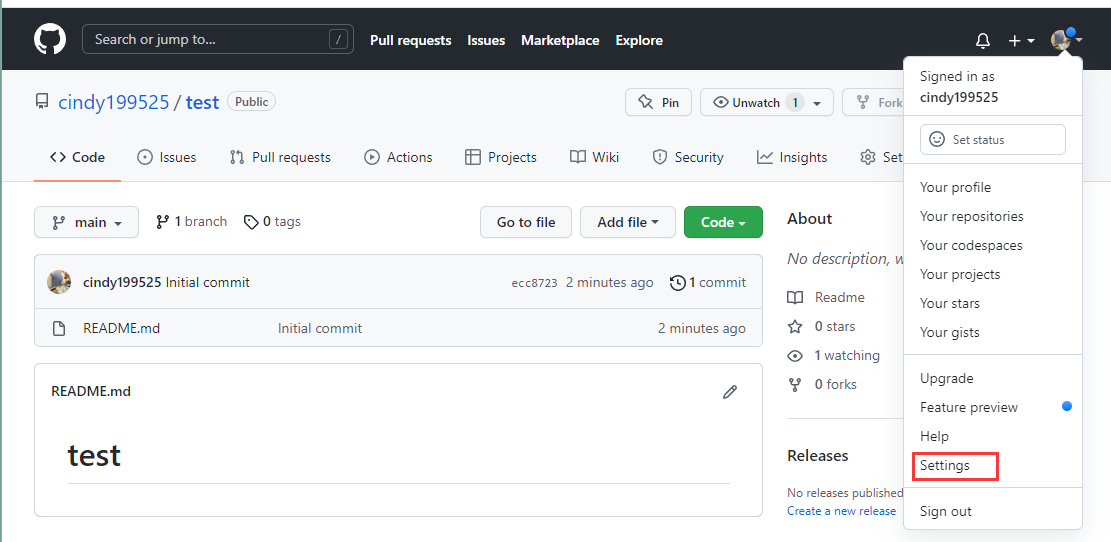 Search or jump to… / Pull requests Issues Marketplace Explore
Signed in as
cindy199525
Set status
Your profile
Your repositories
Your codespaces
Your projects
Your stars
Your gists
Upgrade
Feature preview
Help
Settings
Sign out
cindy199525 / test Public Pin Unwatch 1 Fork
Code Issues Pull requests Actions Projects Wiki Security Insights Set
main 1 branch 0 tags Go to file Add file Code
cindy199525 Initial commit ecc8723 2 minutes ago 1 commit
README.md Initial commit 2 minutes ago
README.md
test
About
No description, w
Readme
0 stars
1 watching
0 forks
Releases
No releases published
Create a new release